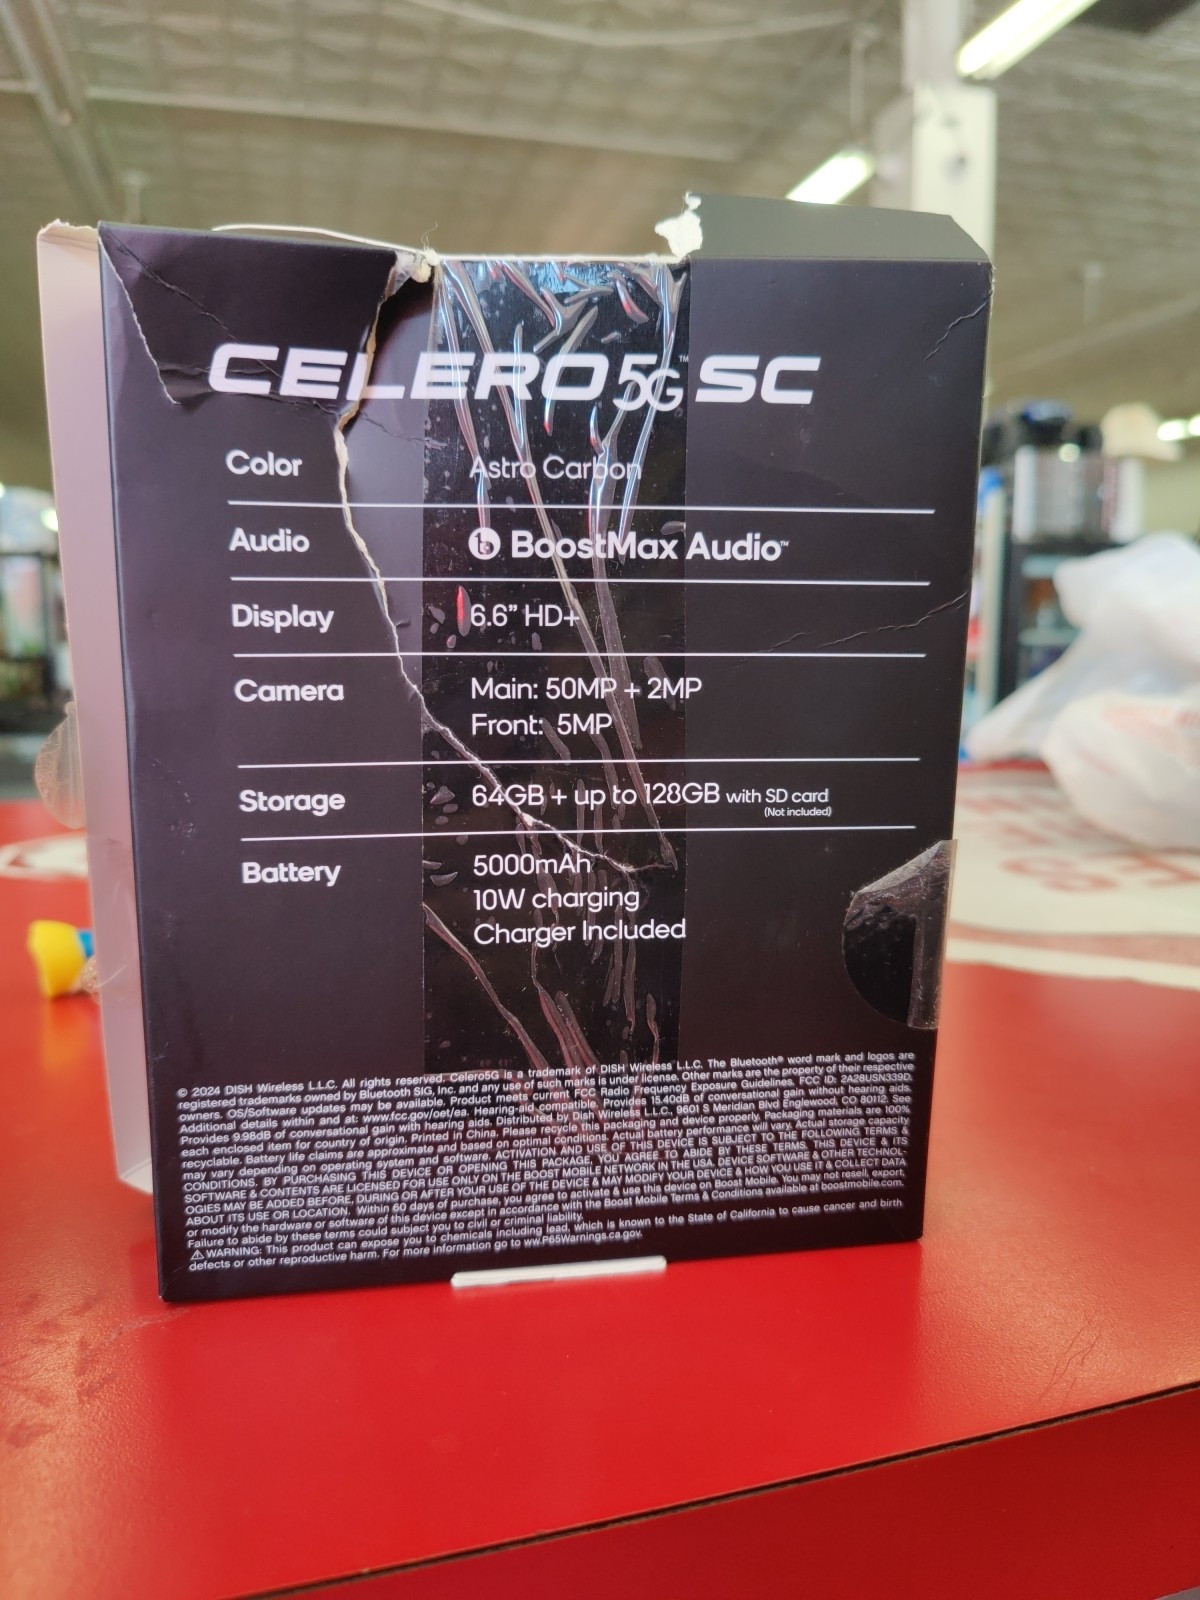 CELERO5G™ SC
Color Astro Carbon
Audio BoostMax Audio™
Display 6.6” HD+
Camera Main: 50MP + 2MP
Front: 5MP
Storage 64GB + up to 128GB with SD card
(Not included)
Battery 5000mAh
10W charging
Charger Included
© 2024 DISH Wireless L.L.C. All rights reserved. Celero5G is a trademark of DISH Wireless L.L.C. The Bluetooth® word mark and logos are
registered trademarks owned by Bluetooth SIG, Inc. and any use of such marks is under license. Other marks are the property of their respective
owners. OS/Software updates may be available. Product meets current FCC Radio Frequency Exposure Guidelines. FCC ID: 2A28USN339D.
Additional details within and at: www.fcc.gov/oet/ea. Hearing-aid compatible. Provides 15.40dB of conversational gain without hearing aids.
Provides 9.98dB of conversational gain with hearing aids. Distributed by Dish Wireless L.L.C., 9601 S Meridian Blvd Englewood, CO 80112. See
each enclosed item for country of origin. Printed in China. Please recycle this packaging and device properly. Packaging materials are 100%
recyclable. Battery life claims are approximate and based on optimal conditions. Actual battery performance will vary. Actual storage capacity
may vary depending on operating system and software. ACTIVATION AND USE OF THIS DEVICE IS SUBJECT TO THE FOLLOWING TERMS &
CONDITIONS. BY PURCHASING THIS DEVICE OR OPENING THIS PACKAGE, YOU AGREE TO ABIDE BY THESE TERMS. THIS DEVICE & ITS
SOFTWARE & CONTENTS ARE LICENSED FOR USE ONLY ON THE BOOST MOBILE NETWORK IN THE USA. DEVICE SOFTWARE & OTHER TECHNOL-
OGIES MAY BE ADDED BEFORE, DURING OR AFTER YOUR USE OF THE DEVICE & MAY MODIFY YOUR DEVICE & HOW YOU USE IT & COLLECT DATA
ABOUT ITS USE OR LOCATION. Within 60 days of purchase, you agree to activate & use this device on Boost Mobile. You may not resell, export,
or modify the hardware or software of this device except in accordance with the Boost Mobile Terms & Conditions available at boostmobile.com.
Failure to abide by these terms could subject you to civil or criminal liability.
⚠ WARNING: This product can expose you to chemicals including lead, which is known to the State of California to cause cancer and birth
defects or other reproductive harm. For more information go to ww.P65Warnings.ca.gov.